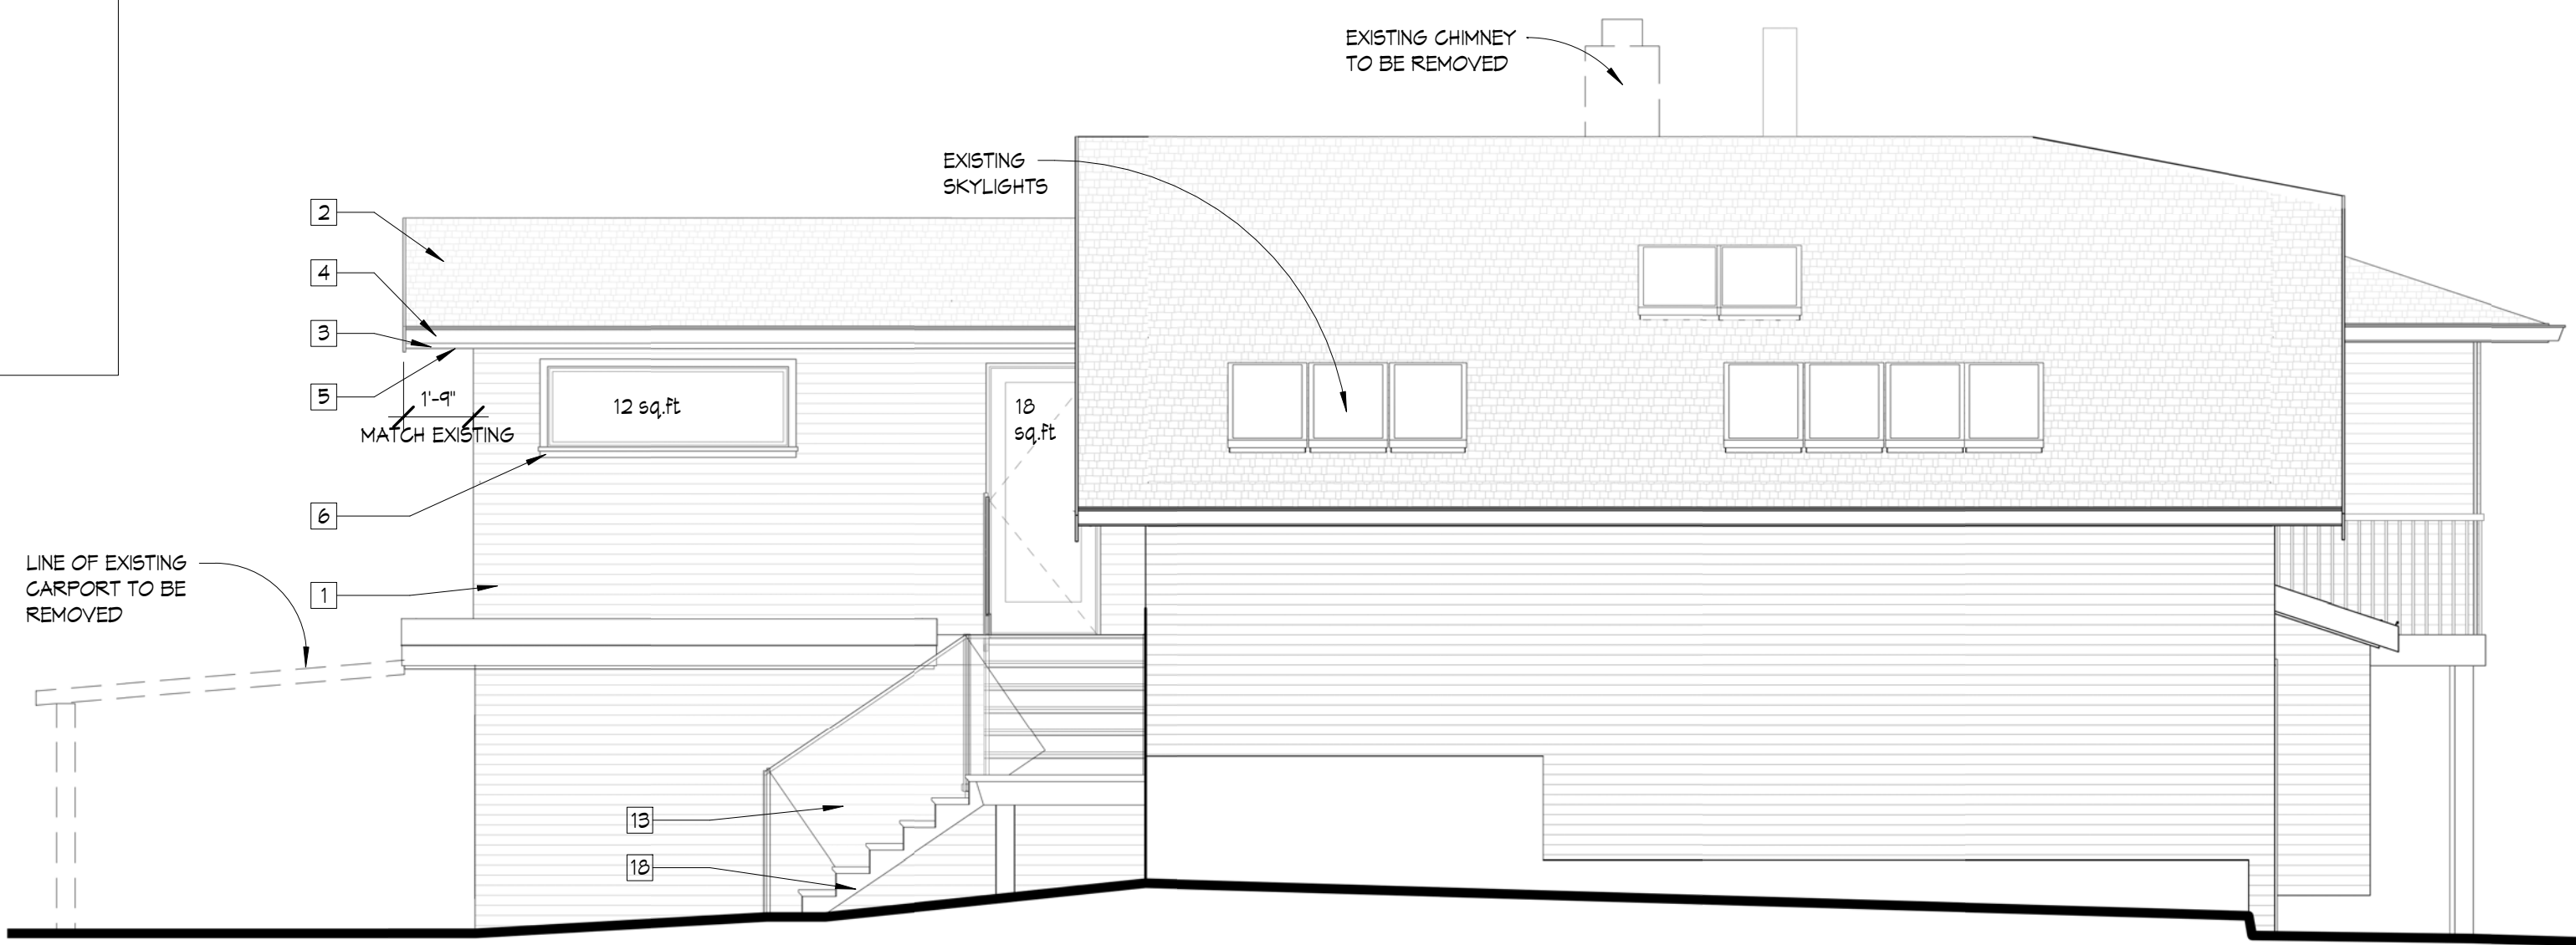 EXISTING CHIMNEY
TO BE REMOVED
EXISTING
SKYLIGHTS
2
4
3
5
1'-9"
MATCH EXISTING
12 sq.ft
18
sq.ft
6
LINE OF EXISTING
CARPORT TO BE
REMOVED
1
13
18